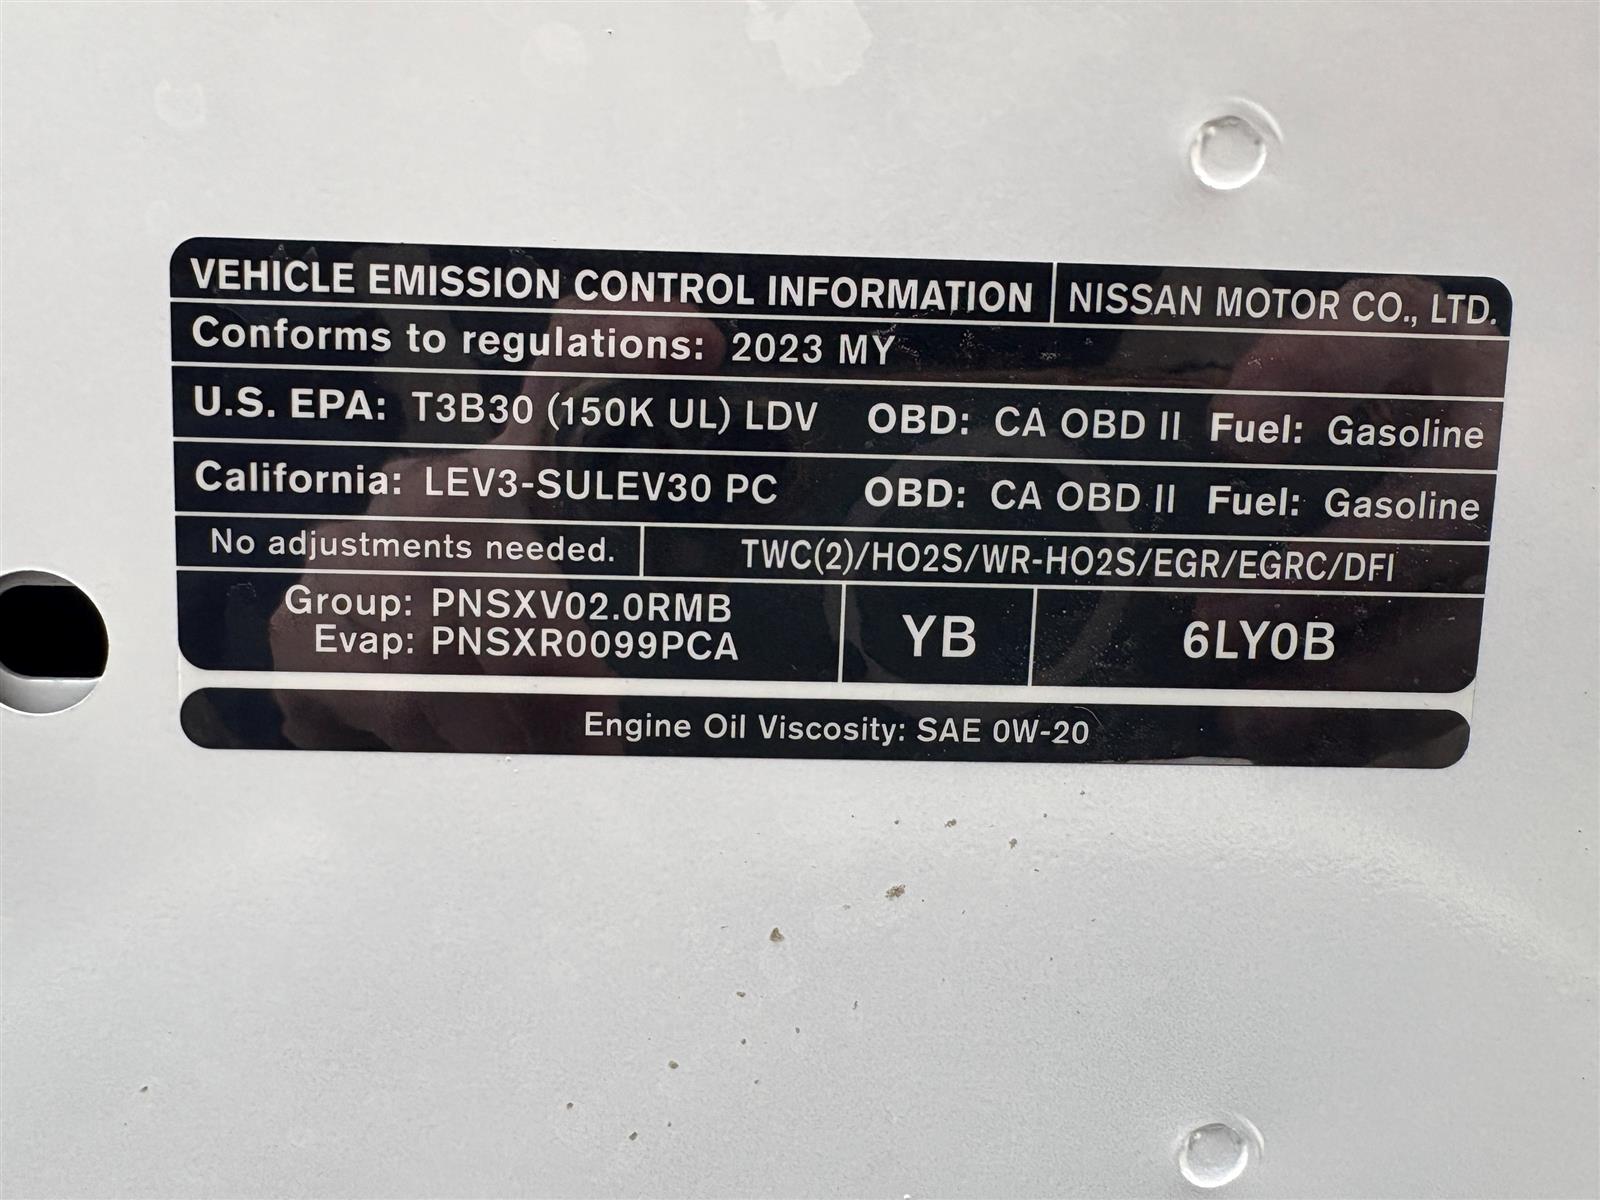 VEHICLE EMISSION CONTROL INFORMATION NISSAN MOTOR CO., LTD.
Conforms to regulations: 2023 MY
U.S. EPA: T3B30 (150K UL) LDV OBD: CA OBD II Fuel: Gasoline
California: LEV3-SULEV30 PC OBD: CA OBD II Fuel: Gasoline
No adjustments needed. TWC(2)/HO2S/WR-HO2S/EGR/EGRC/DFI
Group: PNSXV02.0RMB
Evap: PNSXR0099PCA
YB
6LY0B
Engine Oil Viscosity: SAE 0W-20